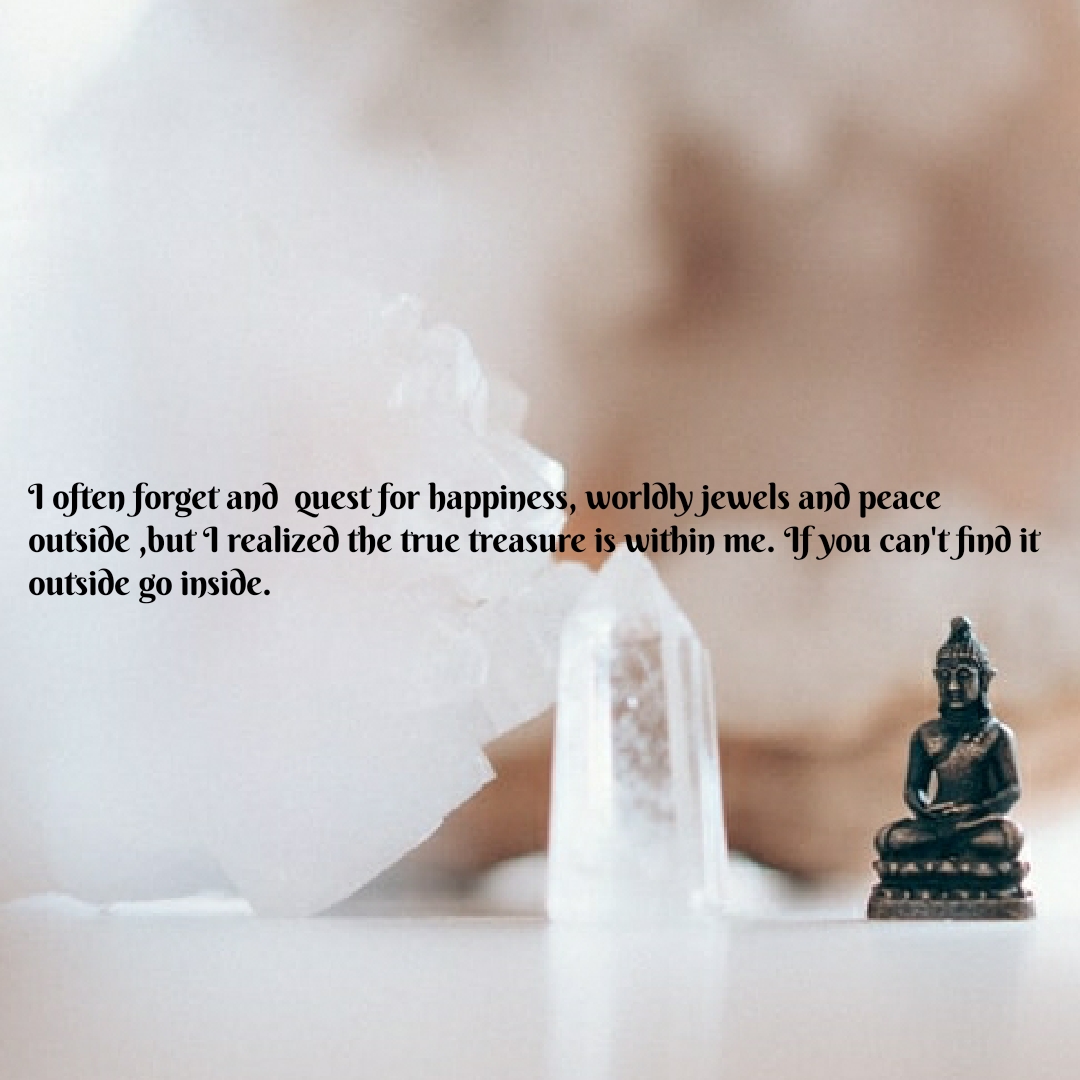 I often forget and  quest for happiness, worldly jewels and peace
outside ,but I realized the true treasure is within me. If you can't find it
outside go inside.